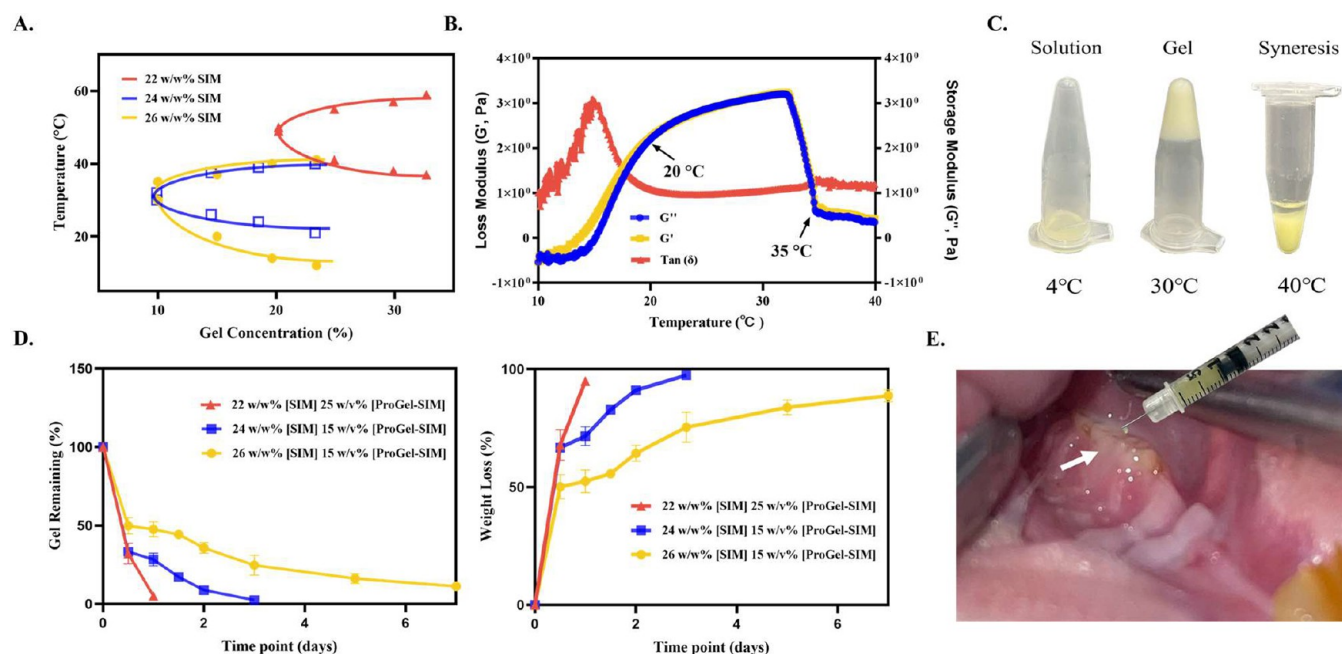 A.
60
40
20
Temperature (°C)
22 w/w% SIM
24 w/w% SIM
26 w/w% SIM
10
20
30
Gel Concentration (%)
B.
4×10⁰
3×10⁰
2×10⁰
1×10⁰
0
-1×10⁰
Loss Modulus (G', Pa)
20 °C
35 °C
G''
G'
Tan (δ)
4×10⁰
3×10⁰
2×10⁰
1×10⁰
0
-1×10⁰
Storage Modulus (G'', Pa)
10
20
30
40
Temperature (°C)
C.
Solution
Gel
Syneresis
4°C
30°C
40°C
D.
150
100
50
0
Gel Remaining (%)
22 w/w% [SIM] 25 w/v% [ProGel-SIM]
24 w/w% [SIM] 15 w/v% [ProGel-SIM]
26 w/w% [SIM] 15 w/v% [ProGel-SIM]
0
2
4
6
Time point (days)
100
50
0
Weight Loss (%)
22 w/w% [SIM] 25 w/v% [ProGel-SIM]
24 w/w% [SIM] 15 w/v% [ProGel-SIM]
26 w/w% [SIM] 15 w/v% [ProGel-SIM]
0
2
4
6
Time point (days)
E.